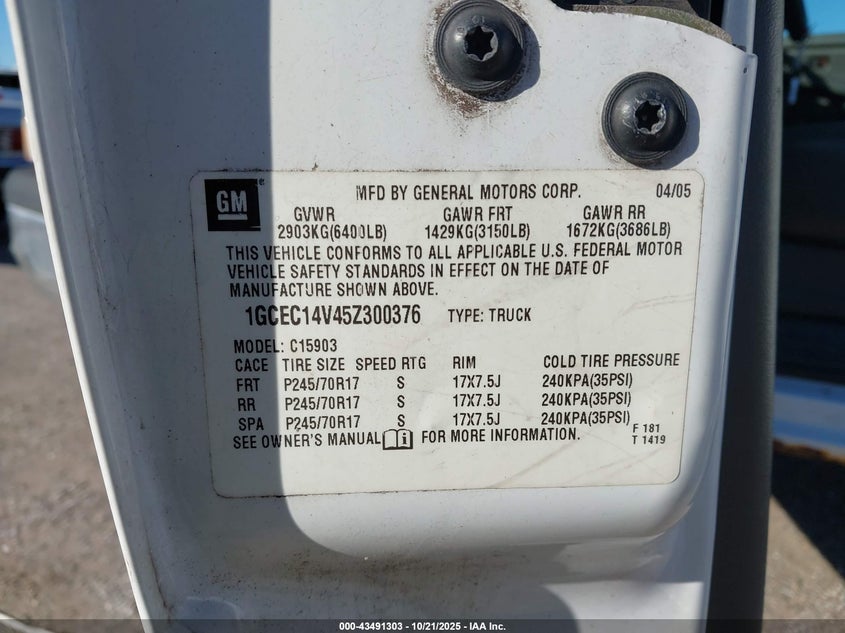 GM
MFD BY GENERAL MOTORS CORP. 04/05
GVWR GAWR FRT GAWR RR
2903KG(6400LB) 1429KG(3150LB) 1672KG(3686LB)
THIS VEHICLE CONFORMS TO ALL APPLICABLE U.S. FEDERAL MOTOR
VEHICLE SAFETY STANDARDS IN EFFECT ON THE DATE OF
MANUFACTURE SHOWN ABOVE.
1GCEC14V45Z300376 TYPE: TRUCK
MODEL: C15903
CACE TIRE SIZE SPEED RTG RIM COLD TIRE PRESSURE
FRT P245/70R17 S 17X7.5J 240KPA(35PSI)
RR P245/70R17 S 17X7.5J 240KPA(35PSI)
SPA P245/70R17 S 17X7.5J 240KPA(35PSI)
SEE OWNER'S MANUAL FOR MORE INFORMATION.
F 181
T 1419
000-43491303 - 10/21/2025 - IAA Inc.